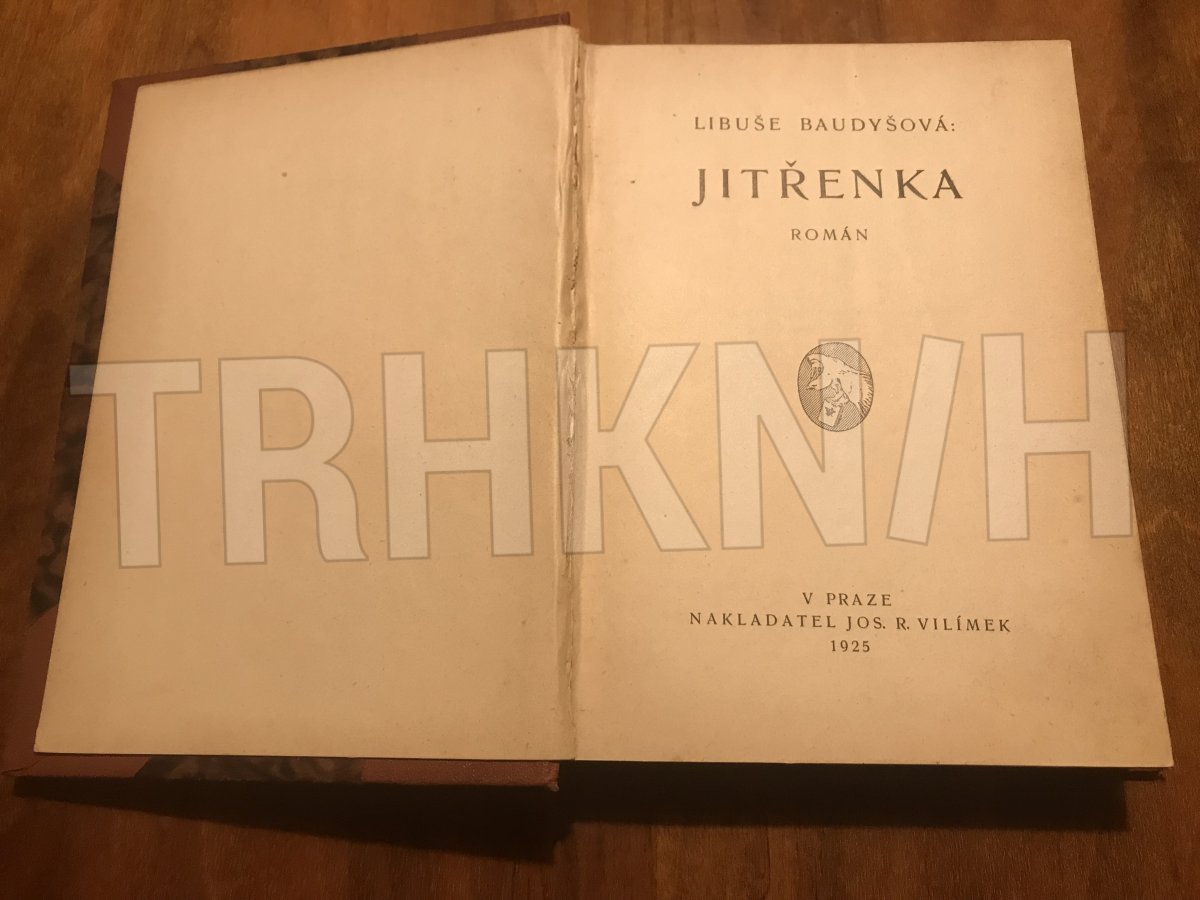 LIBUŠE BAUDYŠOVÁ:
JITŘENKA
ROMÁN
TRHKNIH
V PRAZE
NAKLADATEL JOS. R. VILÍMEK
1925